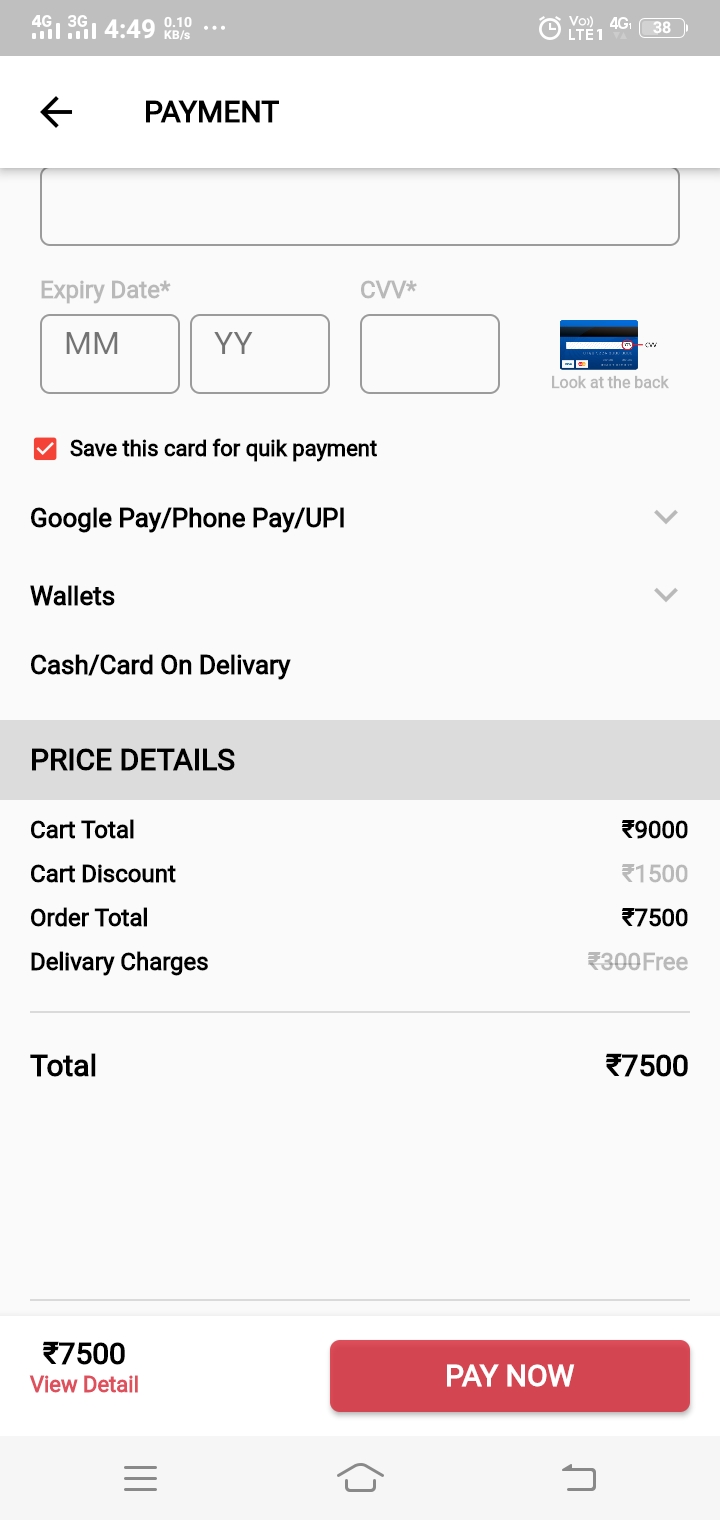 4G 3G 4:49 0.10 KB/s ... Vo)) LTE1 4G 38
PAYMENT
Expiry Date* CVV*
MM YY
CVV
Look at the back
Save this card for quik payment
Google Pay/Phone Pay/UPI
Wallets
Cash/Card On Delivary
PRICE DETAILS
Cart Total ₹9000
Cart Discount ₹1500
Order Total ₹7500
Delivary Charges ₹300Free
Total ₹7500
₹7500
View Detail
PAY NOW